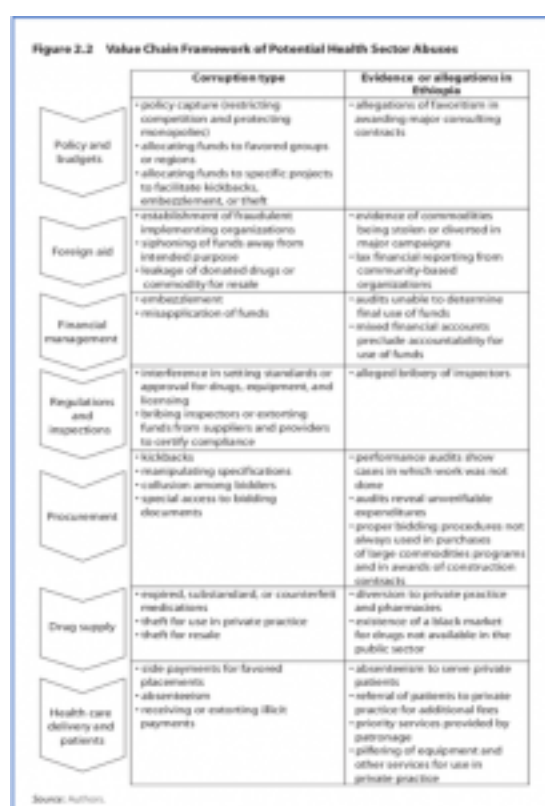 Figure 2.2 Value Chain Framework of Potential Health Sector Abuses
Corruption type
Evidence or allegations in
Ethiopia
Policy and
budgets
• policy capture (restricting
competition and protecting
monopolies)
• allocating funds to favored groups
or regions
• allocating funds to specific projects
to facilitate kickbacks,
embezzlement, or theft
• allegations of favoritism in
awarding major consulting
contracts
Foreign aid
• establishment of fraudulent
implementing organizations
• siphoning of funds away from
intended purpose
• leakage of donated drugs or
commodity for resale
• evidence of commodities
being stolen or diverted in
major campaigns
• lax financial reporting from
community-based
organizations
Financial
management
• embezzlement
• misapplication of funds
• audits unable to determine
final use of funds
• mixed financial accounts
preclude accountability for
use of funds
Regulations
and
inspections
• interference in setting standards or
approval for drugs, equipment, and
licensing
• bribing inspectors or extorting
funds from suppliers and providers
to certify compliance
• alleged bribery of inspectors
Procurement
• kickbacks
• manipulating specifications
• collusion among bidders
• special access to bidding
documents
• performance audits show
cases in which work was not
done
• audits reveal unverifiable
expenditures
• proper bidding procedures not
always used in purchases
of large commodities programs
and in awards of construction
contracts
Drug supply
• expired, substandard, or counterfeit
medications
• theft for use in private practice
• theft for resale
• diversion to private practice
and pharmacies
• existence of a black market
for drugs not available in the
public sector
Health care
delivery and
patients
• side payments for favored
placements
• absenteeism
• receiving or extorting illicit
payments
• absenteeism to serve private
patients
• referral of patients to private
practice for additional fees
• priority services provided by
patronage
• pilfering of equipment and
other services for use in
private practice
Source: Authors.